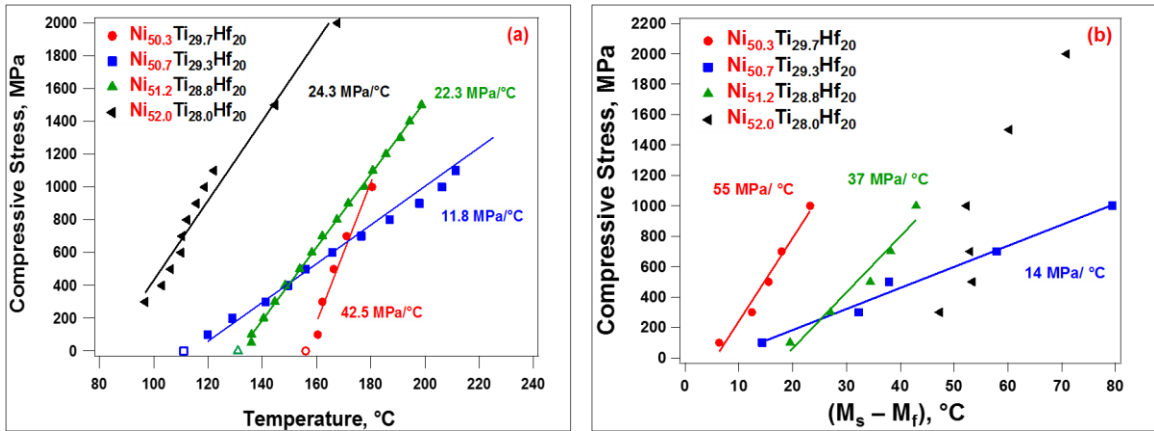 (a)
Ni50.3Ti29.7Hf20
Ni50.7Ti29.3Hf20
Ni51.2Ti28.8Hf20
Ni52.0Ti28.0Hf20
24.3 MPa/°C
22.3 MPa/°C
11.8 MPa/°C
42.5 MPa/°C
Compressive Stress, MPa
2000
1800
1600
1400
1200
1000
800
600
400
200
0
80 100 120 140 160 180 200 220 240
Temperature, °C
(b)
Ni50.3Ti29.7Hf20
Ni50.7Ti29.3Hf20
Ni51.2Ti28.8Hf20
Ni52.0Ti28.0Hf20
55 MPa/ °C
37 MPa/ °C
14 MPa/ °C
Compressive Stress, MPa
2200
2000
1800
1600
1400
1200
1000
800
600
400
200
0
0 10 20 30 40 50 60 70 80
(Ms – Mf), °C